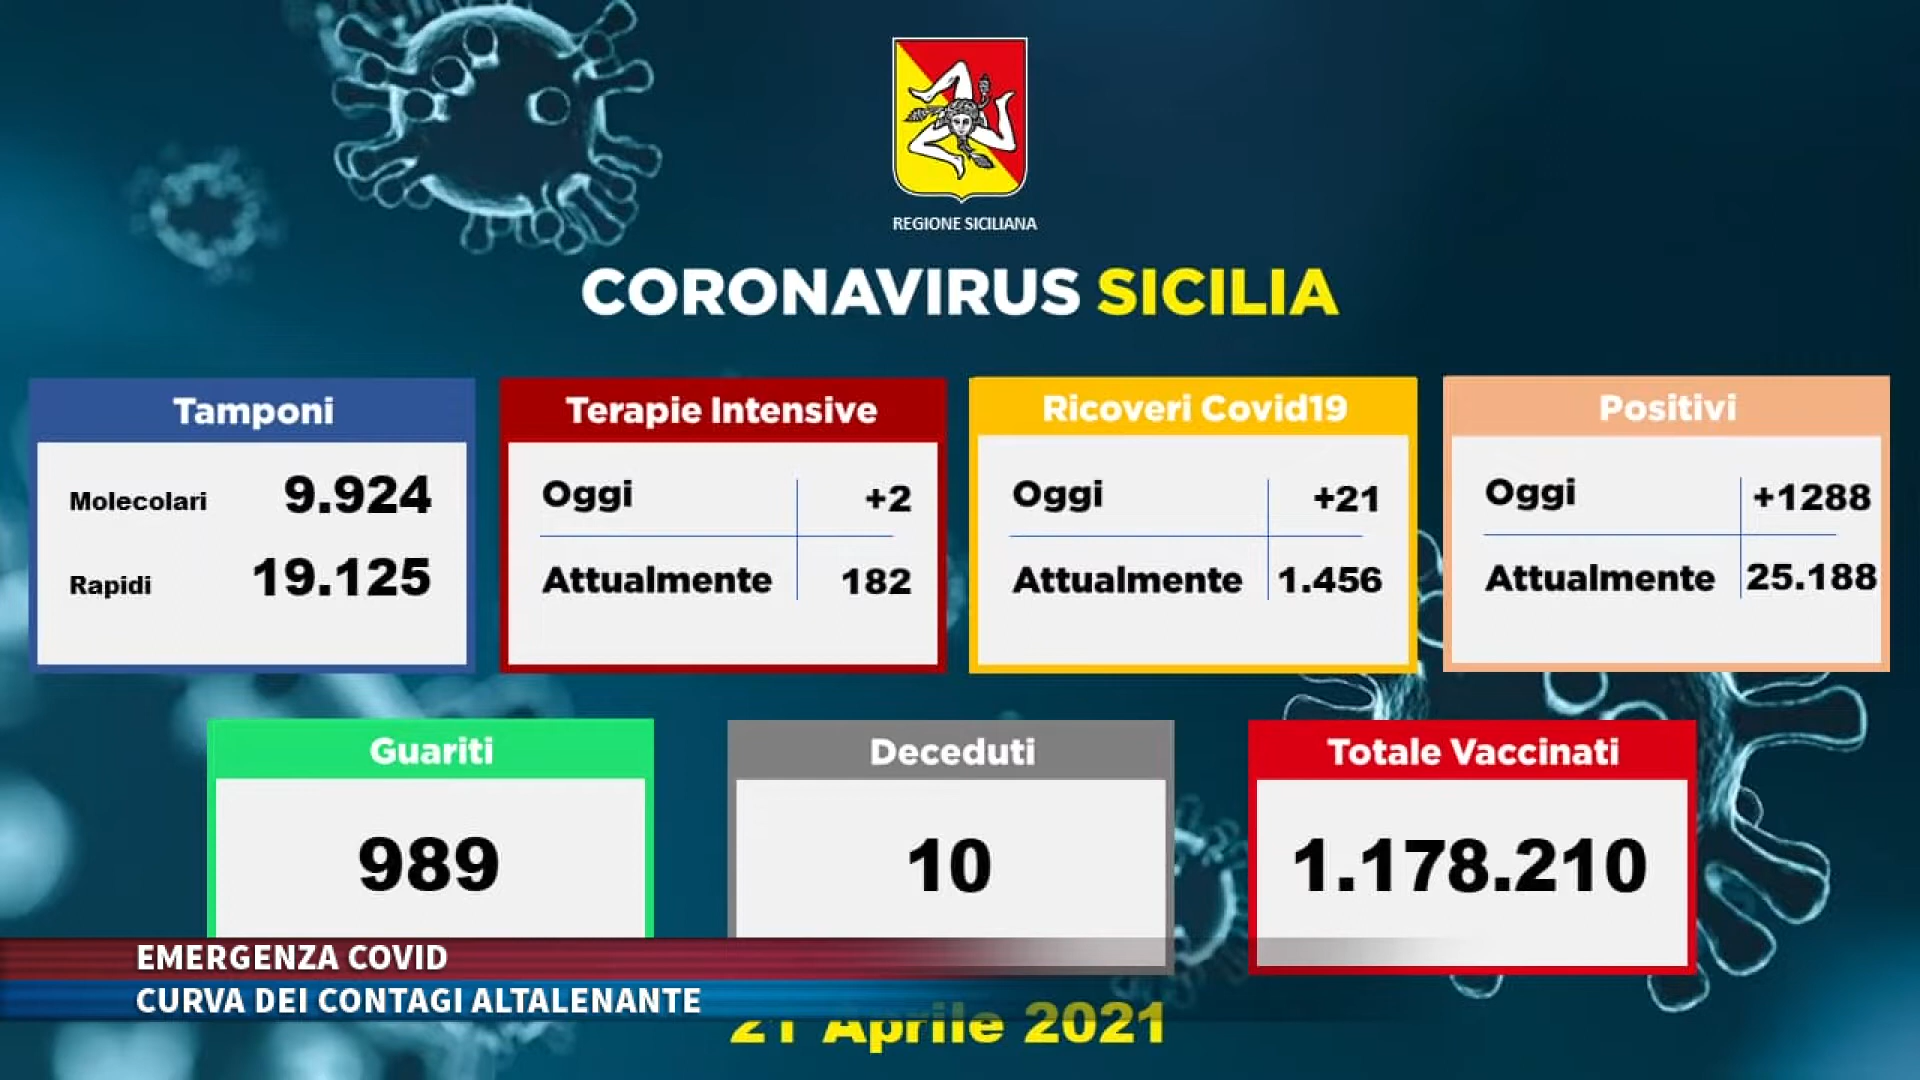 REGIONE SICILIANA
CORONAVIRUS SICILIA
Tamponi
Molecolari 9.924
Rapidi 19.125
Terapie Intensive
Oggi +2
Attualmente 182
Ricoveri Covid19
Oggi +21
Attualmente 1.456
Positivi
Oggi +1288
Attualmente 25.188
Guariti
989
Deceduti
10
Totale Vaccinati
1.178.210
EMERGENZA COVID
CURVA DEI CONTAGI ALTALENANTE
21 Aprile 2021